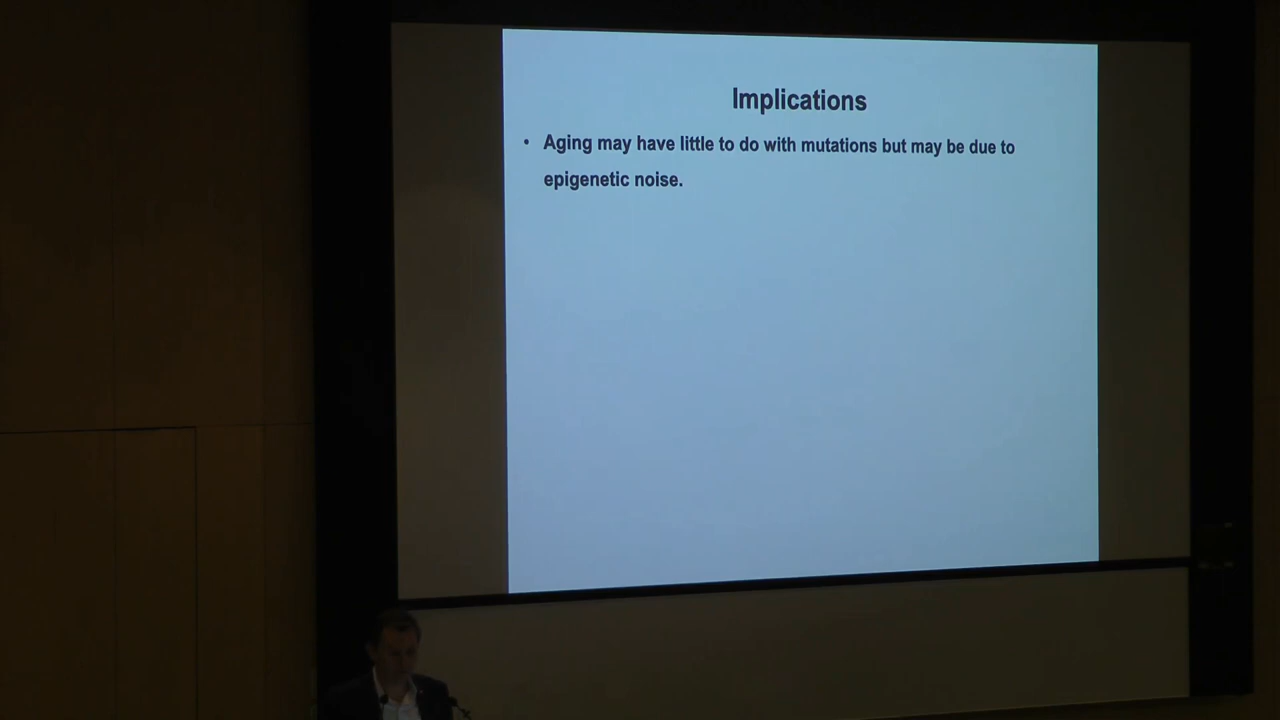 Implications
• Aging may have little to do with mutations but may be due to
epigenetic noise.